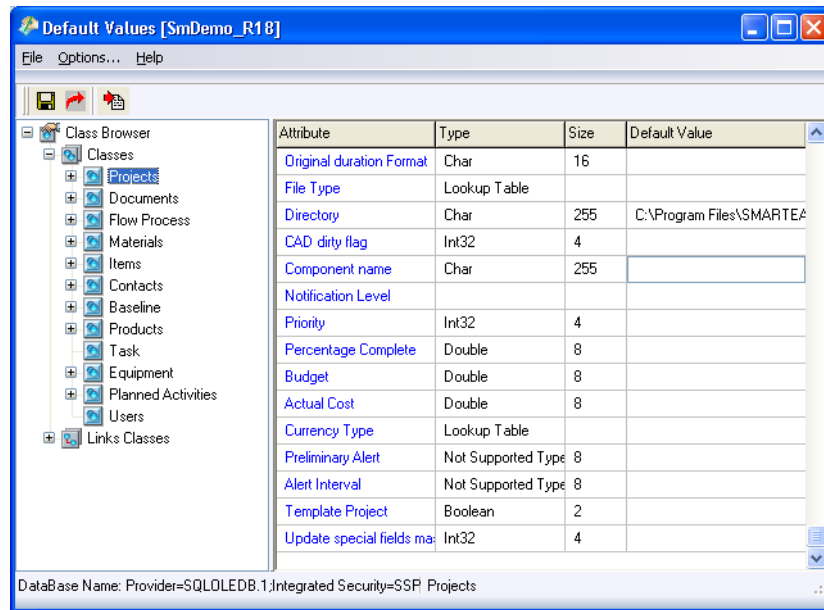 Default Values [SmDemo_R18]
File Options... Help
Class Browser
Classes
Projects
Documents
Flow Process
Materials
Items
Contacts
Baseline
Products
Task
Equipment
Planned Activities
Users
Links Classes
Attribute Type Size Default Value
Original duration Format Char 16
File Type Lookup Table
Directory Char 255 C:\Program Files\SMARTEA
CAD dirty flag Int32 4
Component name Char 255
Notification Level
Priority Int32 4
Percentage Complete Double 8
Budget Double 8
Actual Cost Double 8
Currency Type Lookup Table
Preliminary Alert Not Supported Type 8
Alert Interval Not Supported Type 8
Template Project Boolean 2
Update special fields ma Int32 4
DataBase Name: Provider=SQLOLEDB.1;Integrated Security=SSP Projects